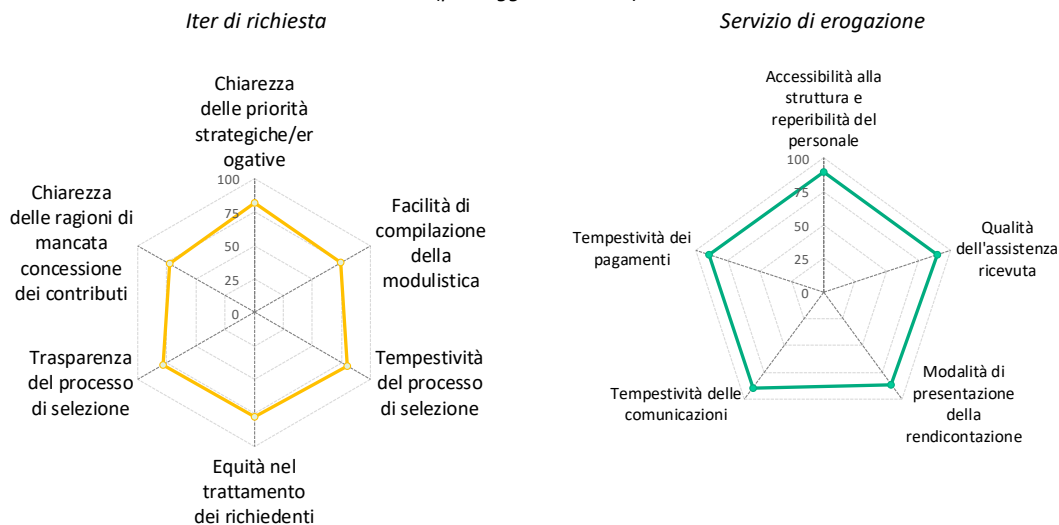 Iter di richiesta
Chiarezza
delle priorità
strategiche/er
ogative
100
75
50
25
0
Facilità di
compilazione
della
modulistica
Tempestività
del processo
di selezione
Equità nel
trattamento
dei richiedenti
Trasparenza
del processo
di selezione
Chiarezza
delle ragioni di
mancata
concessione
dei contributi
Servizio di erogazione
Accessibilità alla
struttura e
reperibilità del
personale
100
75
50
25
0
Qualità
dell'assistenza
ricevuta
Modalità di
presentazione
della
rendicontazione
Tempestività delle
comunicazioni
Tempestività dei
pagamenti